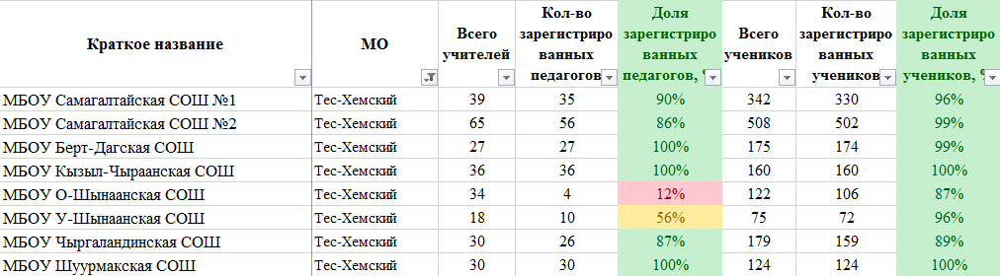 Краткое название МО Всего учителей Кол-во зарегистрированных педагогов Доля зарегистрированных педагогов, % Всего учеников Кол-во зарегистрированных учеников Доля зарегистрированных учеников, %
МБОУ Самагалтайская СОШ №1 Тес-Хемский 39 35 90% 342 330 96%
МБОУ Самагалтайская СОШ №2 Тес-Хемский 65 56 86% 508 502 99%
МБОУ Берт-Дагская СОШ Тес-Хемский 27 27 100% 175 174 99%
МБОУ Кызыл-Чыраанская СОШ Тес-Хемский 36 36 100% 160 160 100%
МБОУ О-Шынаанская СОШ Тес-Хемский 34 4 12% 122 106 87%
МБОУ У-Шынаанская СОШ Тес-Хемский 18 10 56% 75 72 96%
МБОУ Чыргаландинская СОШ Тес-Хемский 30 26 87% 179 159 89%
МБОУ Шуурмакская СОШ Тес-Хемский 30 30 100% 124 124 100%